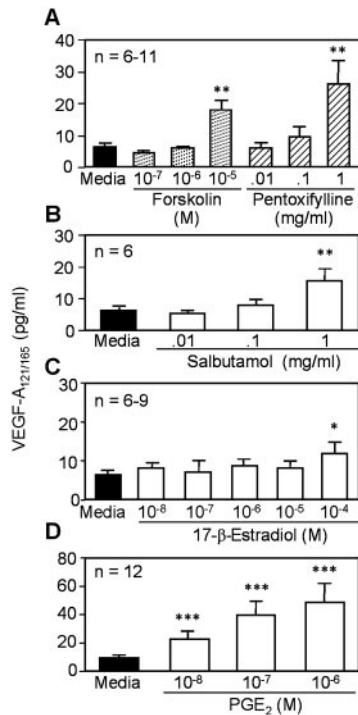 A
40
n = 6-11
**
**
30
20
10
0
Media 10⁻⁷ 10⁻⁶ 10⁻⁵ .01 .1 1
Forskolin Pentoxifylline
(M) (mg/ml)
B
30
n = 6
**
20
10
0
Media .01 .1 1
Salbutamol (mg/ml)
VEGF-A₁₂₁/₁₆₅ (pg/ml)
C
30
n = 6-9
20
*
10
0
Media 10⁻⁸ 10⁻⁷ 10⁻⁶ 10⁻⁵ 10⁻⁴
17-β-Estradiol (M)
D
80
n = 12
***
***
60
***
40
20
0
Media 10⁻⁸ 10⁻⁷ 10⁻⁶
PGE₂ (M)